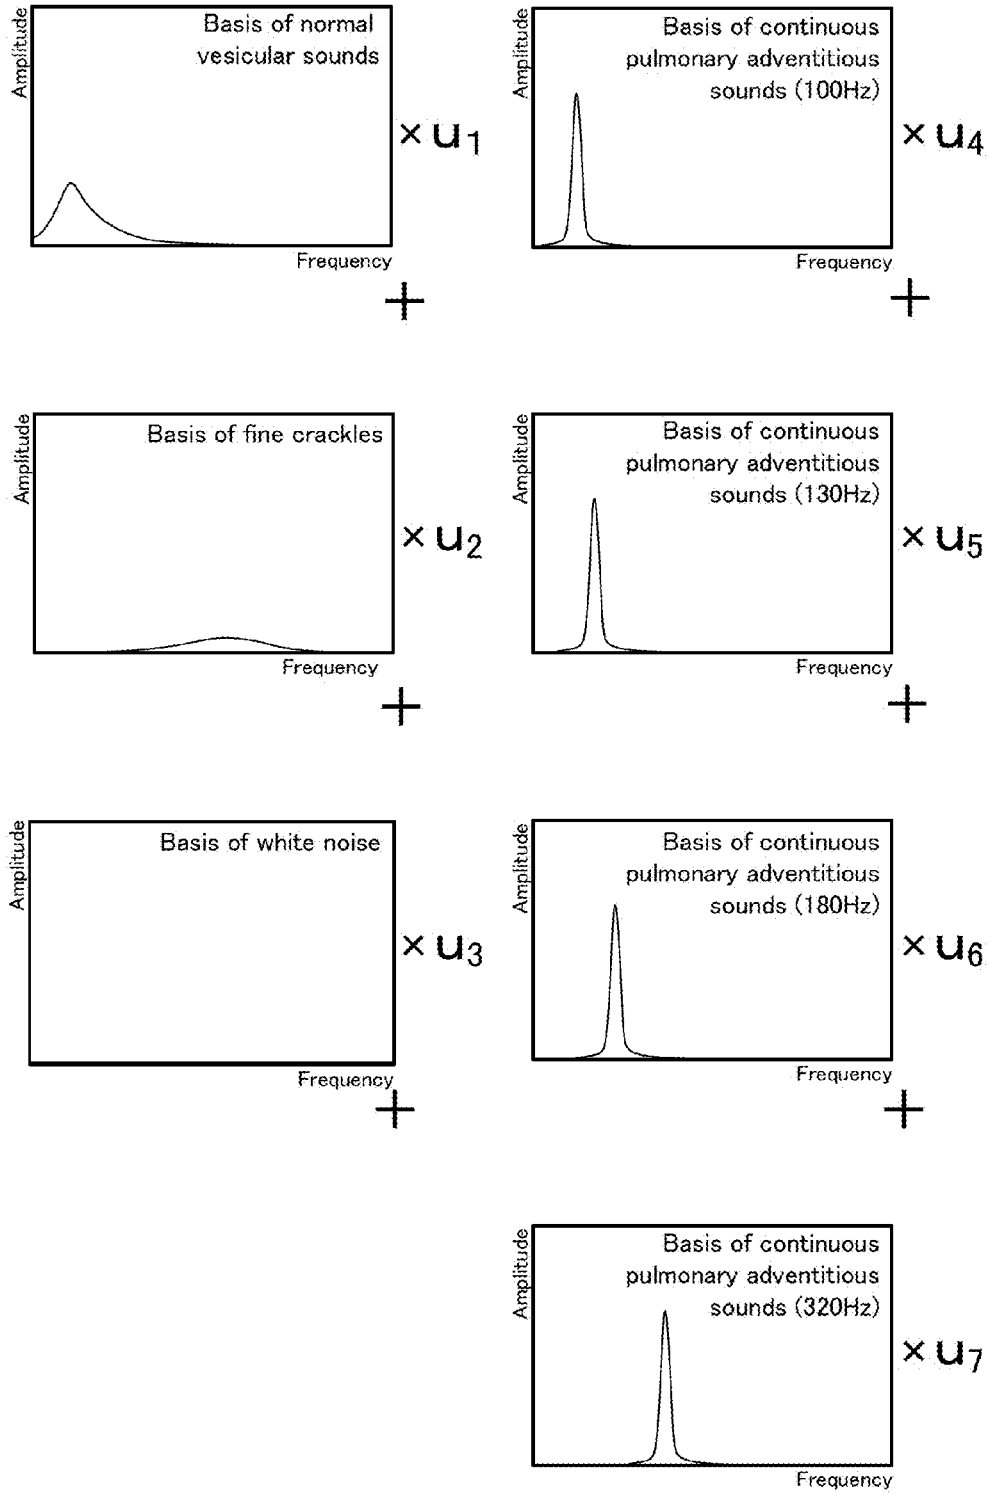 Amplitude
Basis of normal
vesicular sounds
× u1
Frequency
+
Amplitude
Basis of fine crackles
× u2
Frequency
+
Amplitude
Basis of white noise
× u3
Frequency
+
Amplitude
Basis of continuous
pulmonary adventitious
sounds (100Hz)
× u4
Frequency
+
Amplitude
Basis of continuous
pulmonary adventitious
sounds (130Hz)
× u5
Frequency
+
Amplitude
Basis of continuous
pulmonary adventitious
sounds (180Hz)
× u6
Frequency
+
Amplitude
Basis of continuous
pulmonary adventitious
sounds (320Hz)
× u7
Frequency